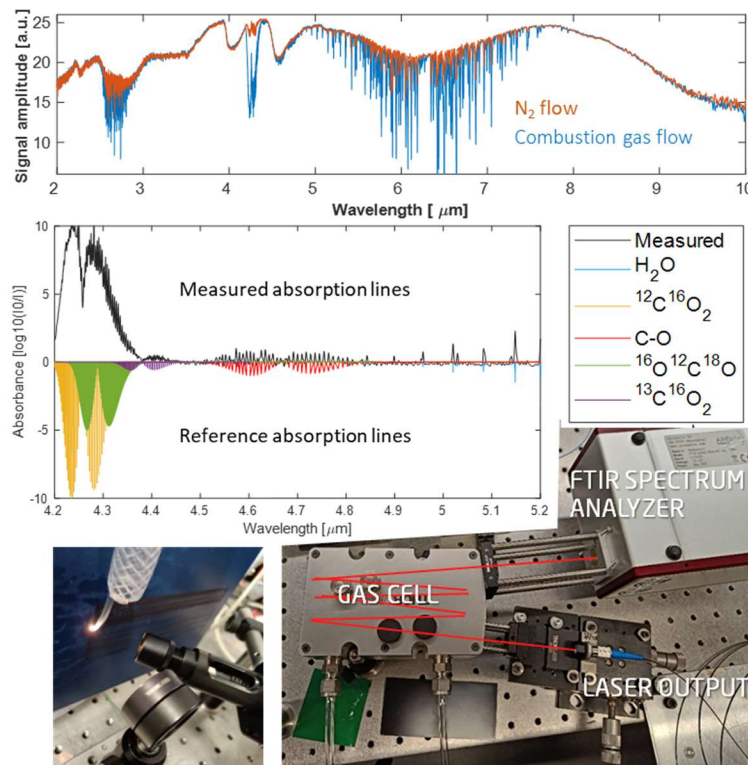 Signal amplitude [a.u.]
25
20
15
10
N₂ flow
Combustion gas flow
2 3 4 5 6 7 8 9 10
Wavelength [ μm]
Absorbance [log10(I0/I)]
10
5
0
-5
-10
Measured absorption lines
Reference absorption lines
4.2 4.3 4.4 4.5 4.6 4.7 4.8 4.9 5 5.1 5.2
Wavelength [ μm]
Measured
H₂O
¹²C¹⁶O₂
C-O
¹⁶O¹²C¹⁸O
¹³C¹⁶O₂
FTIR SPECTRUM
ANALYZER
GAS CELL
LASER OUTPUT